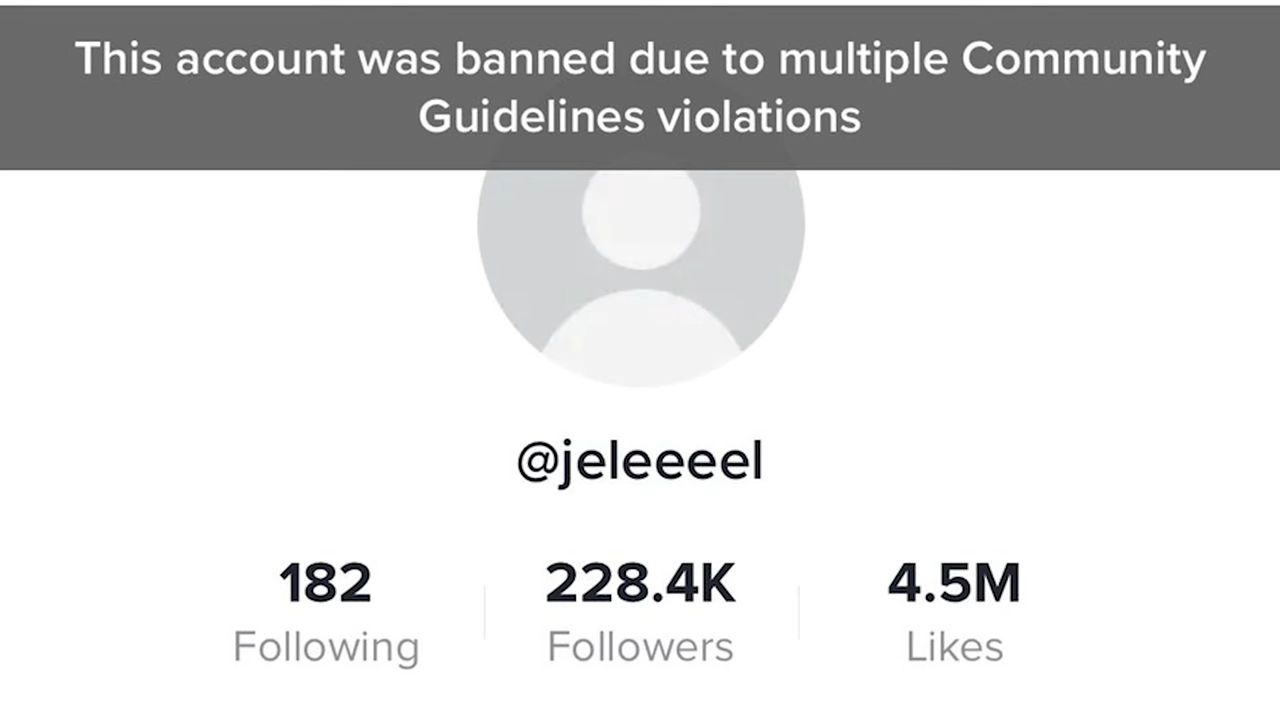 This account was banned due to multiple Community
Guidelines violations
@jeleeeel
182 228.4K 4.5M
Following Followers Likes